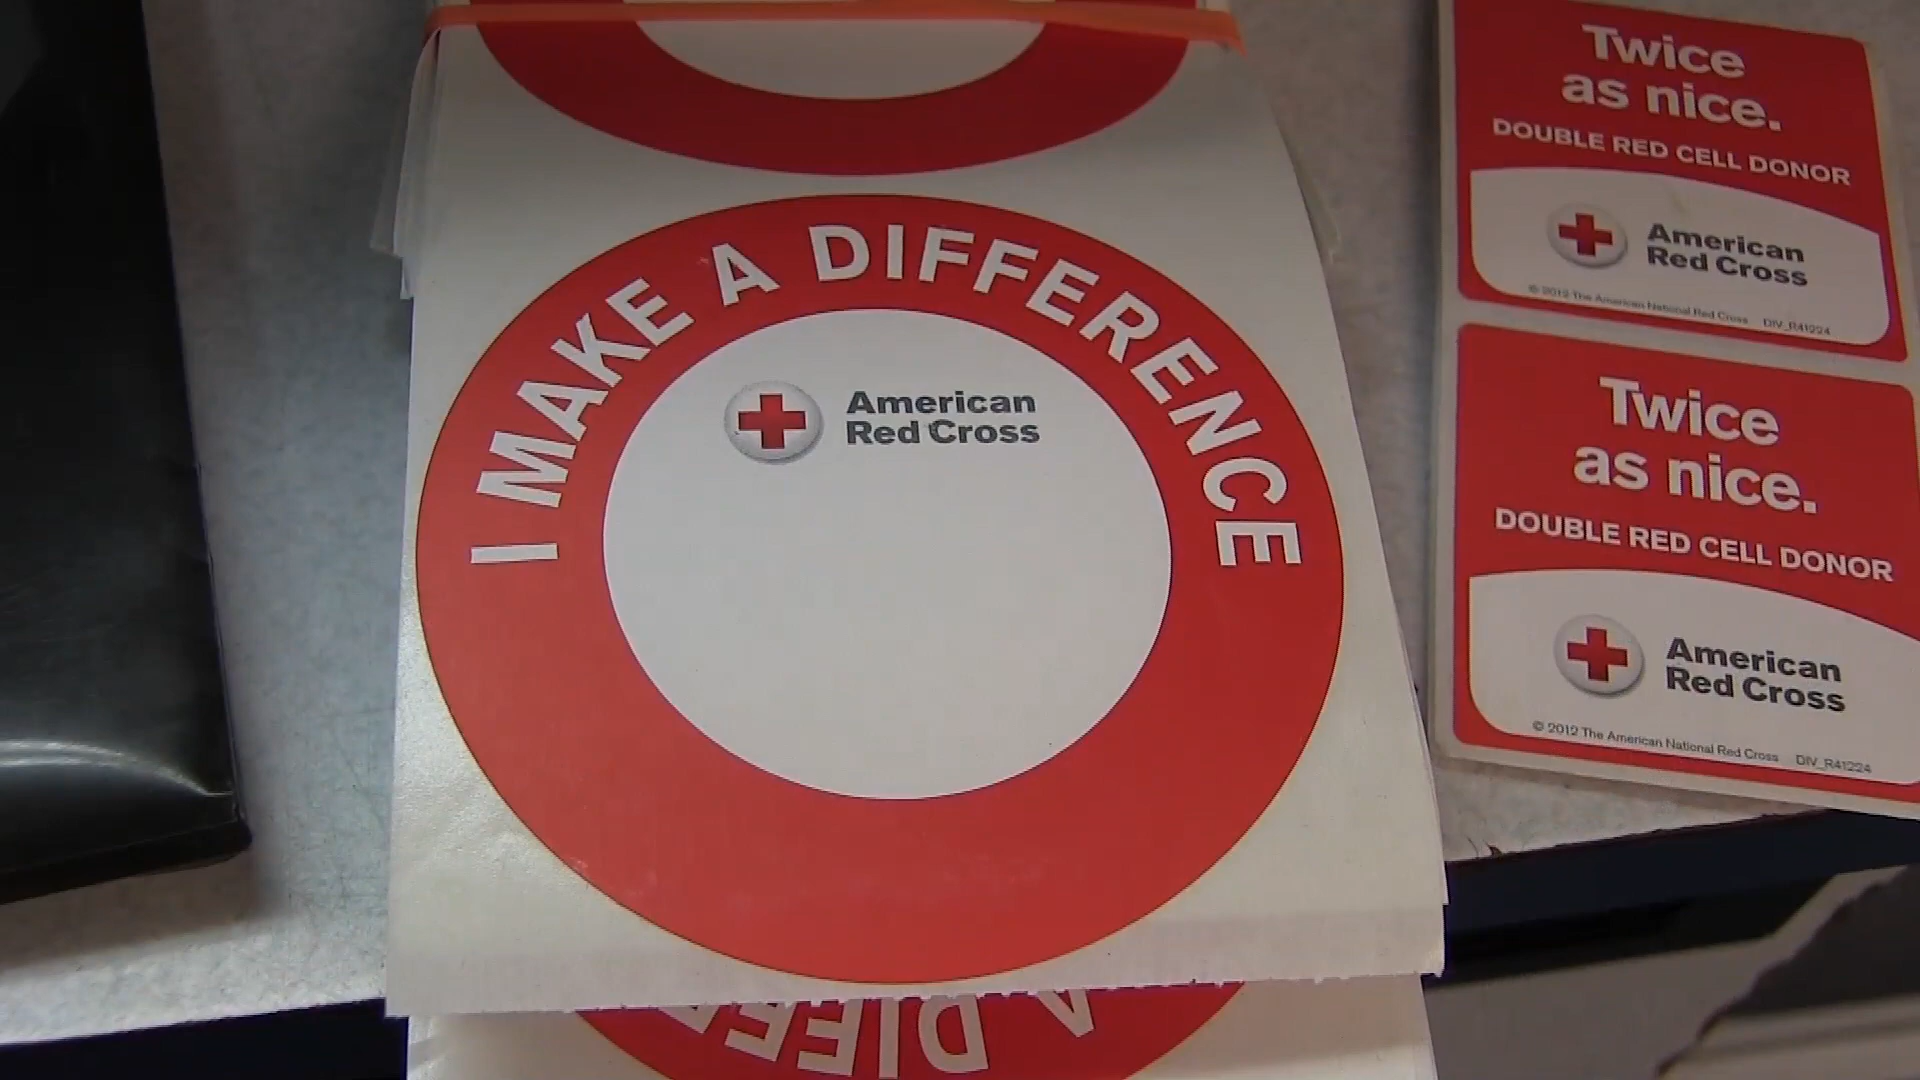 I MAKE A DIFFERENCE
American
Red Cross
A DIFF
Twice
as nice.
DOUBLE RED CELL DONOR
American
Red Cross
© 2012 The American National Red Cross DIV_R41224
Twice
as nice.
DOUBLE RED CELL DONOR
American
Red Cross
© 2012 The American National Red Cross DIV_R41224